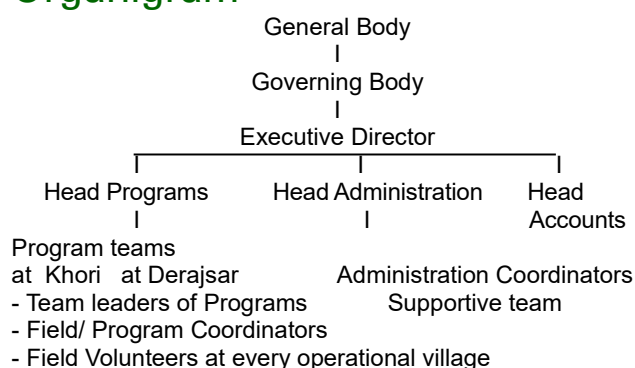 Organigram
General Body
Governing Body
Executive Director
Head Programs Head Administration Head
Accounts
Program teams
at Khori at Derajsar Administration Coordinators
- Team leaders of Programs Supportive team
- Field/ Program Coordinators
- Field Volunteers at every operational village